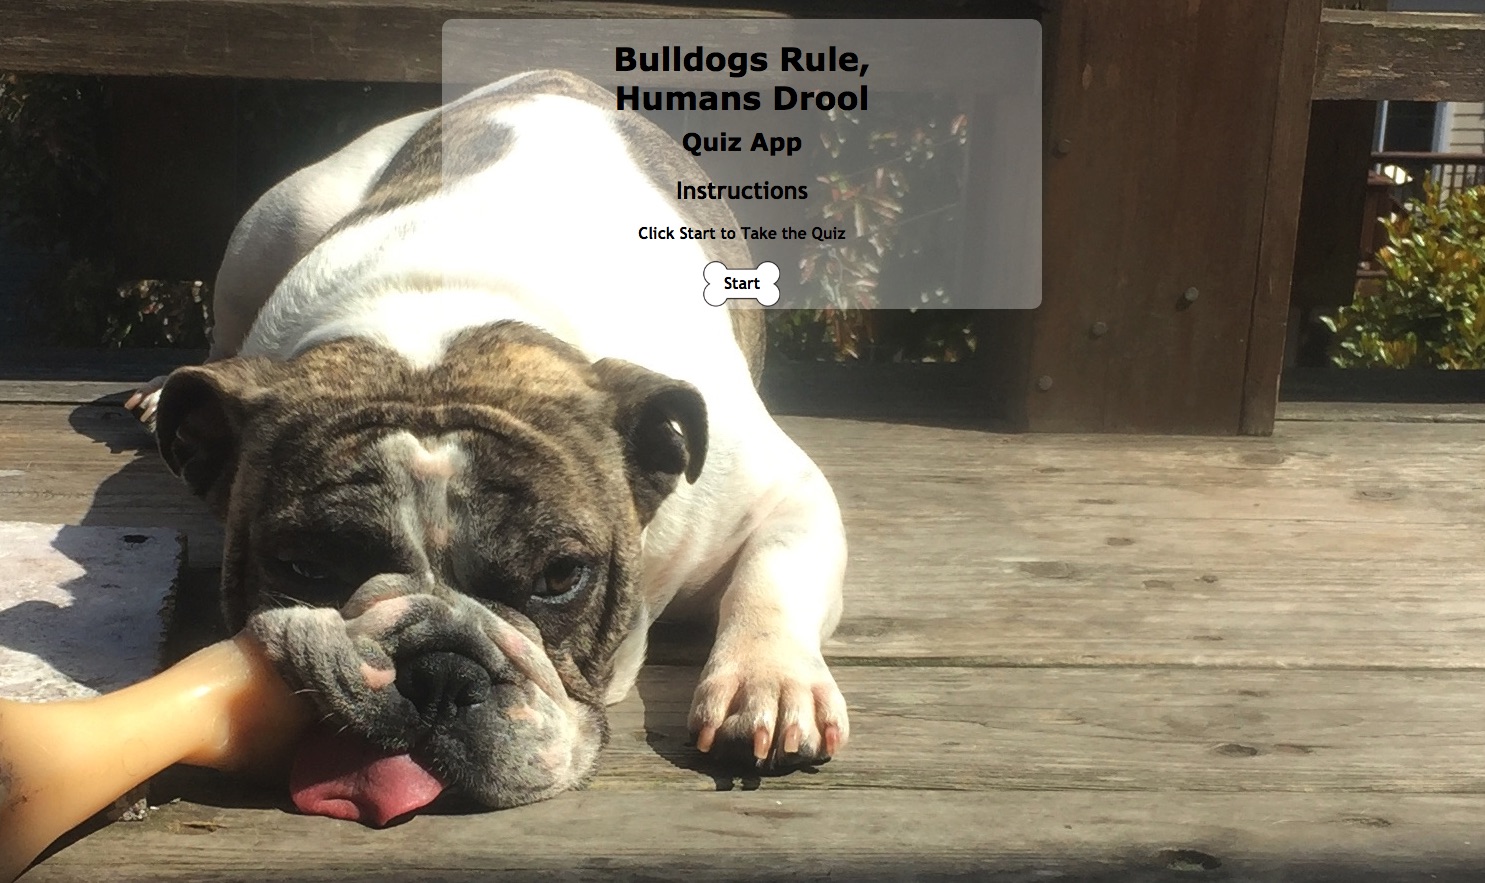 Bulldogs Rule,
Humans Drool
Quiz App
Instructions
Click Start to Take the Quiz
Start